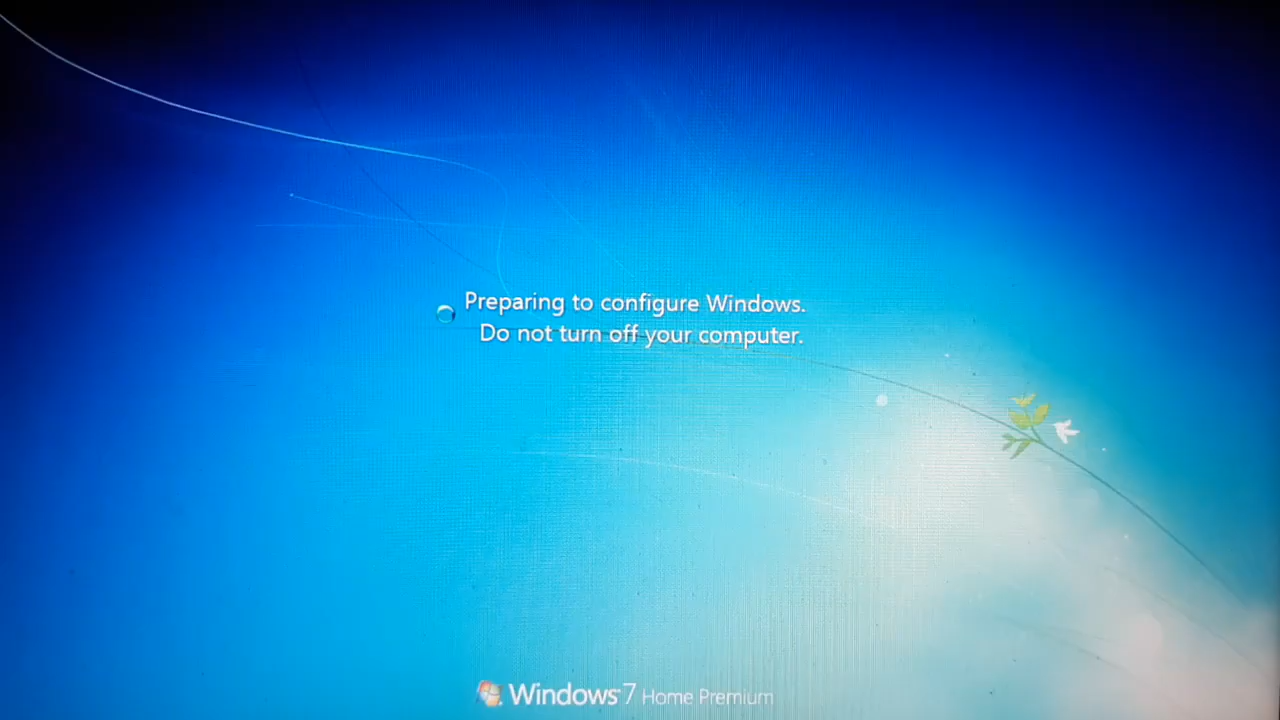 Preparing to configure Windows.
Do not turn off your computer.
Windows 7 Home Premium